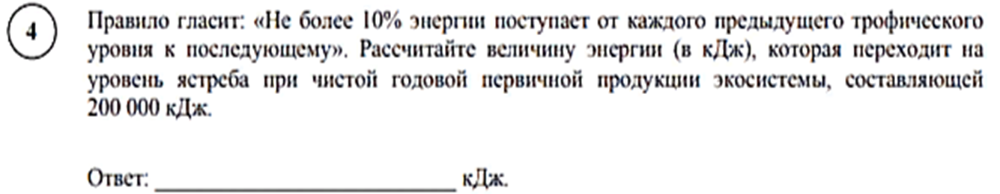 4
Правило гласит: «Не более 10% энергии поступает от каждого предыдущего трофического
уровня к последующему». Рассчитайте величину энергии (в кДж), которая переходит на
уровень ястреба при чистой годовой первичной продукции экосистемы, составляющей
200 000 кДж.
Ответ: ______________________________ кДж.